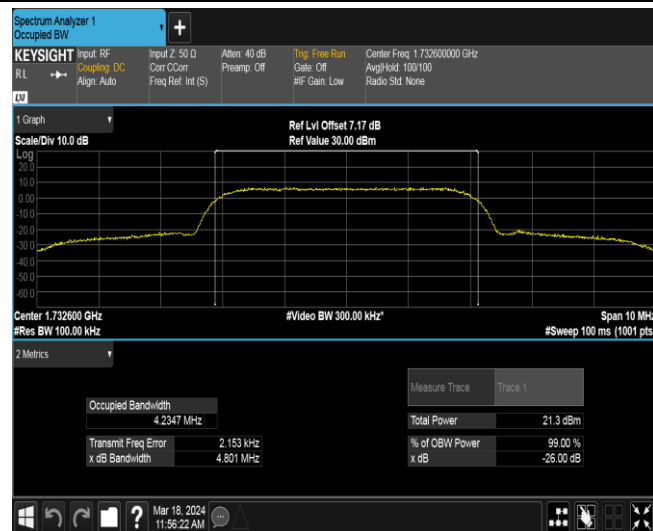 Spectrum Analyzer 1
Occupied BW
+
KEYSIGHT Input: RF Input Z: 50 Ω Atten: 40 dB Trig: Free Run Center Freq: 1.732600000 GHz
RL Coupling: DC Corr CCorr Preamp: Off Gate: Off Avg|Hold: 100/100
Align: Auto Freq Ref: Int (S) #IF Gain: Low Radio Std: None
LXI
1 Graph
Ref Lvl Offset 7.17 dB
Scale/Div 10.0 dB Ref Value 30.00 dBm
Log
20.0
10.0
0.00
-10.0
-20.0
-30.0
-40.0
-50.0
-60.0
Center 1.732600 GHz #Video BW 300.00 kHz* Span 10 MHz
#Res BW 100.00 kHz #Sweep 100 ms (1001 pts
2 Metrics
Measure Trace Trace 1
Occupied Bandwidth
4.2347 MHz Total Power 21.3 dBm
Transmit Freq Error 2.153 kHz % of OBW Power 99.00 %
x dB Bandwidth 4.801 MHz x dB -26.00 dB
?
Mar 18, 2024
11:56:22 AM